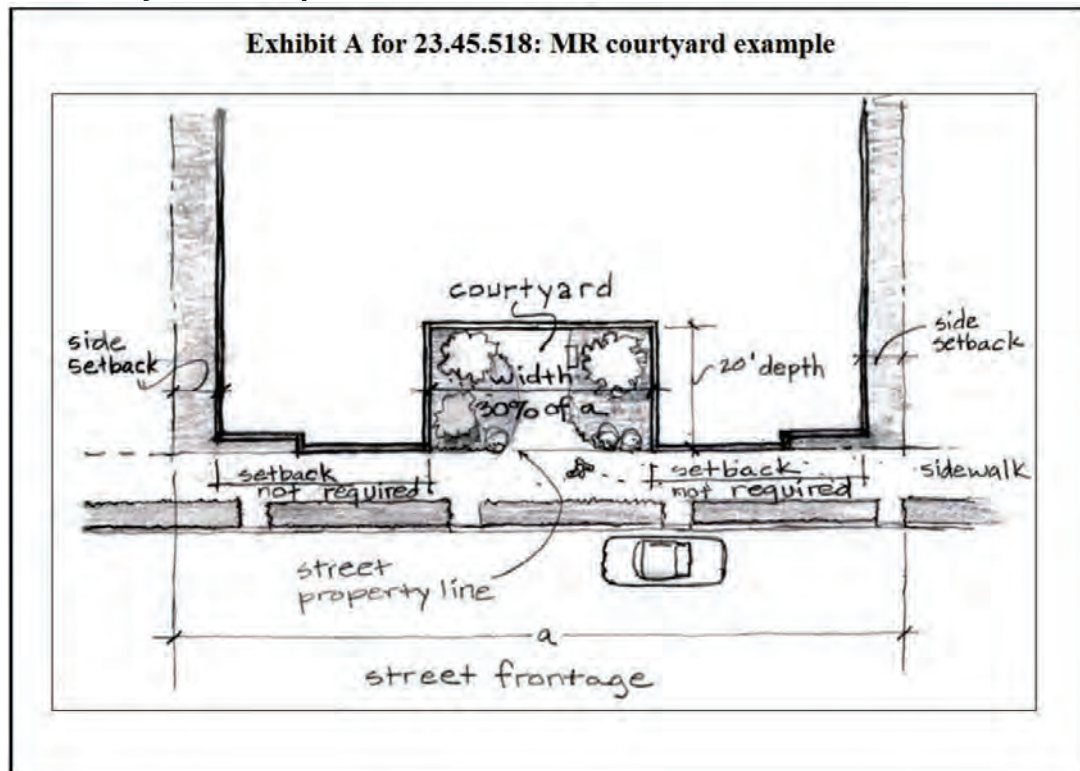 Exhibit A for 23.45.518: MR courtyard example
courtyard
side
setback
side
setback
width
30% of a
20' depth
setback
not required
setback
not required
sidewalk
street
property line
a
street frontage